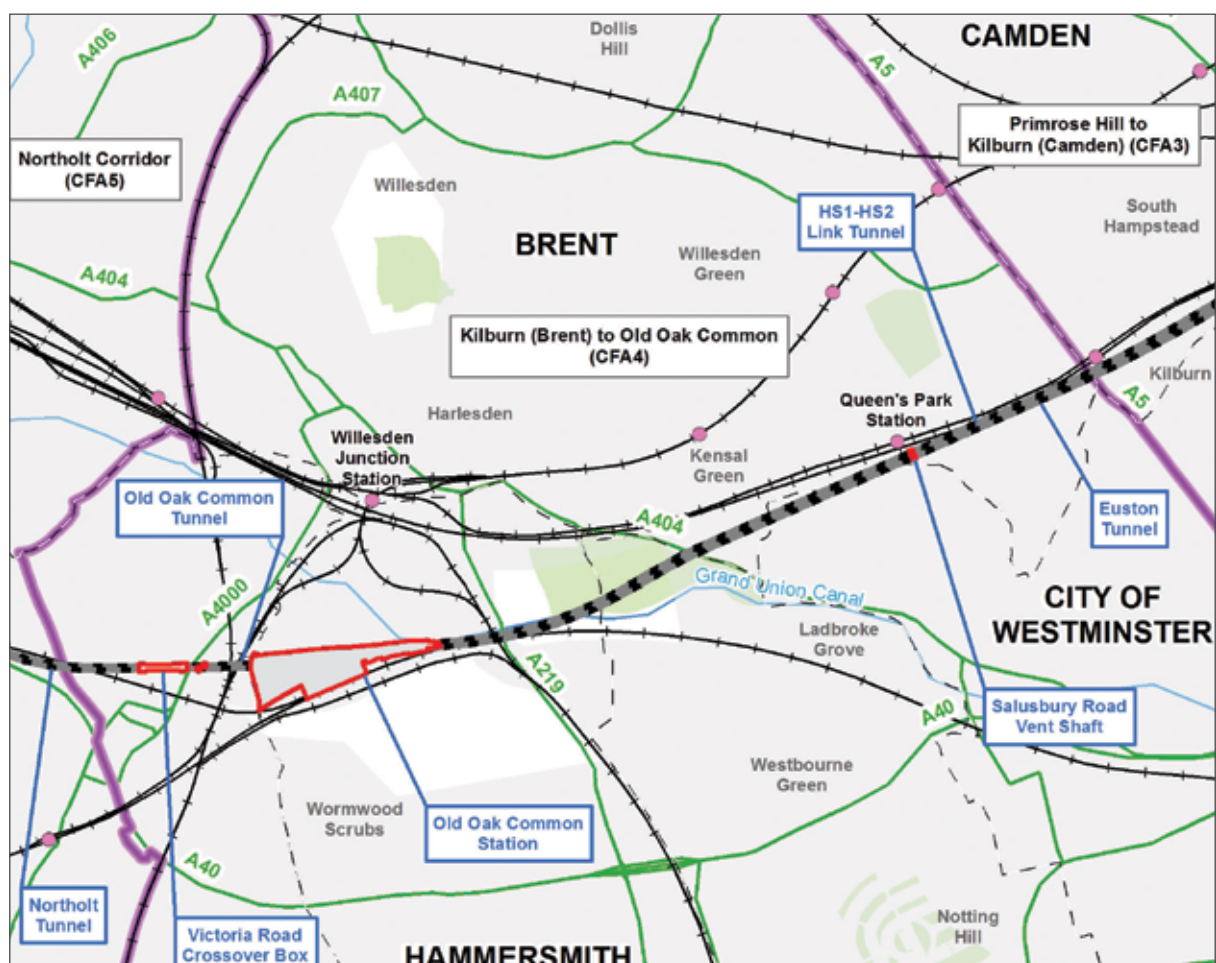 Dollis
Hill
CAMDEN
A406
A5
A407
Primrose Hill to
Kilburn (Camden) (CFA3)
Northolt Corridor
(CFA5)
Willesden
HS1-HS2
Link Tunnel
South
Hampstead
BRENT
Willesden
Green
A404
Kilburn (Brent) to Old Oak Common
(CFA4)
Kilburn
A5
Harlesden
Queen's Park
Station
Willesden
Junction
Station
Kensal
Green
Old Oak Common
Tunnel
A404
Euston
Tunnel
Grand Union Canal
A4000
CITY OF
WESTMINSTER
Ladbroke
Grove
A219
Salusbury Road
Vent Shaft
A40
Westbourne
Green
Wormwood
Scrubs
Old Oak Common
Station
A40
Northolt
Tunnel
Victoria Road
Crossover Box
Notting
Hill
HAMMERSMITH